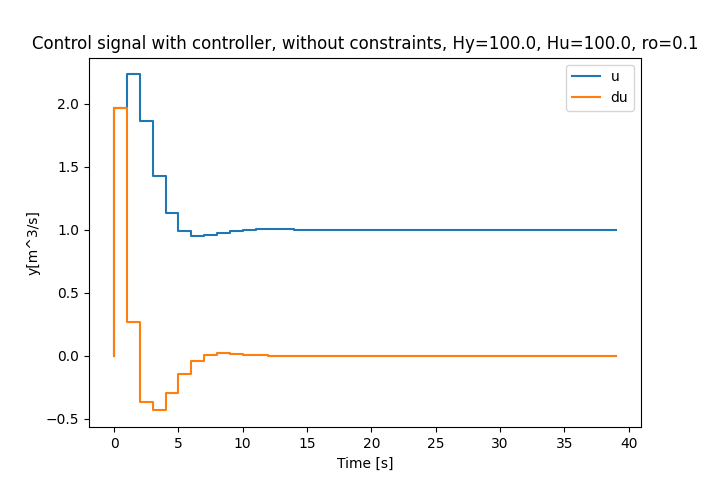 Control signal with controller, without constraints, Hy=100.0, Hu=100.0, ro=0.1
u
du
2.0
1.5
1.0
0.5
0.0
−0.5
y[m^3/s]
0 5 10 15 20 25 30 35 40
Time [s]